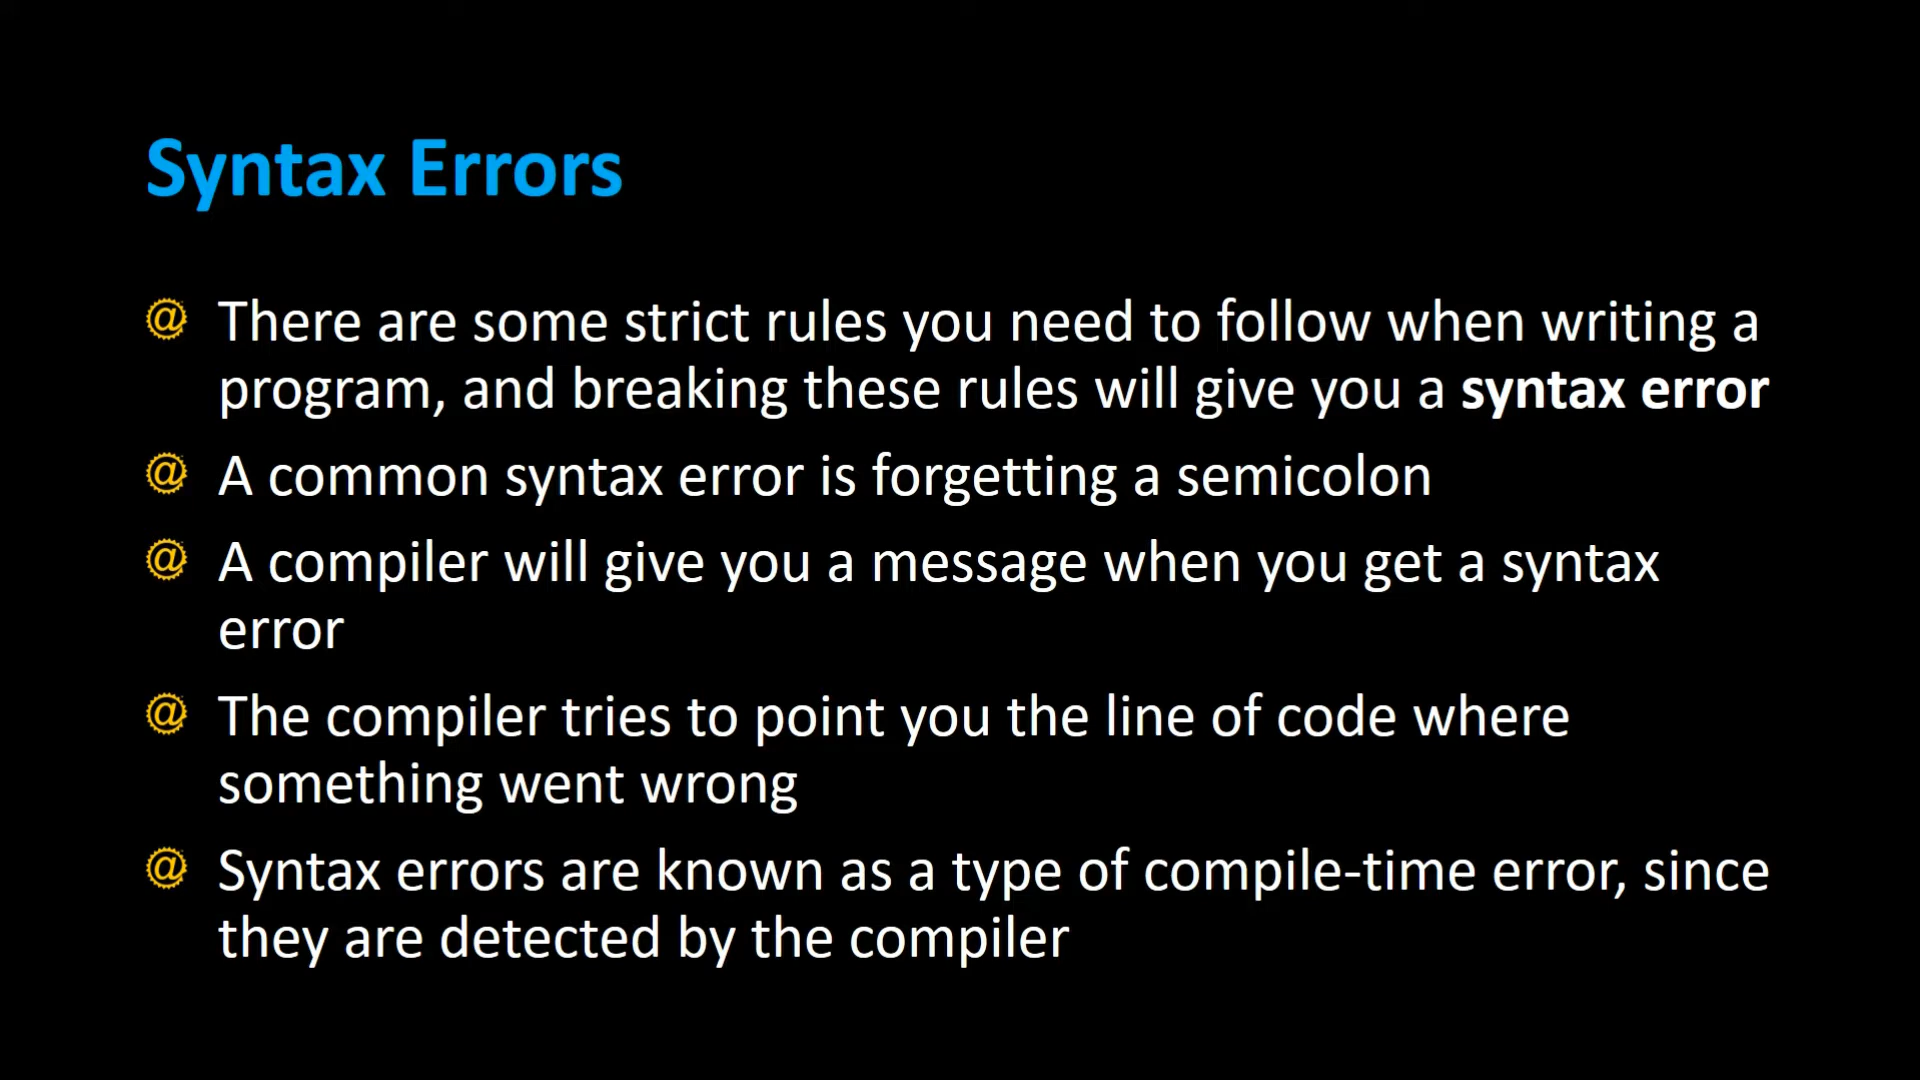 Syntax Errors
There are some strict rules you need to follow when writing a
program, and breaking these rules will give you a syntax error
A common syntax error is forgetting a semicolon
A compiler will give you a message when you get a syntax
error
The compiler tries to point you the line of code where
something went wrong
Syntax errors are known as a type of compile-time error, since
they are detected by the compiler